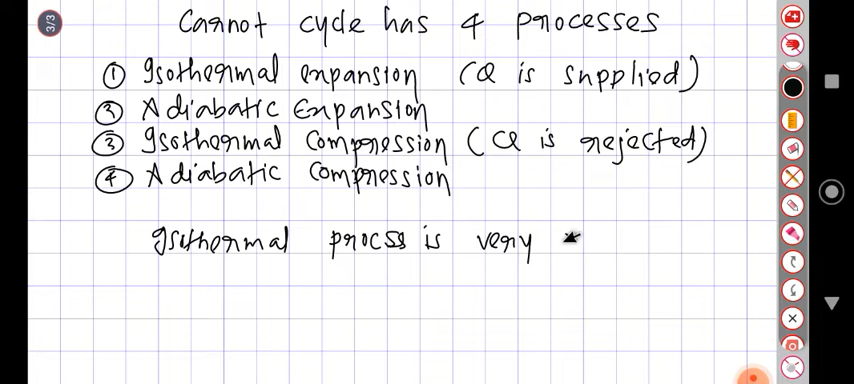 3/3
Carnot cycle has 4 processes
① Isothermal expansion (Q is supplied)
② Adiabatic Expansion
③ Isothermal Compression (Q is rejected)
④ Adiabatic Compression
Isothermal process is very